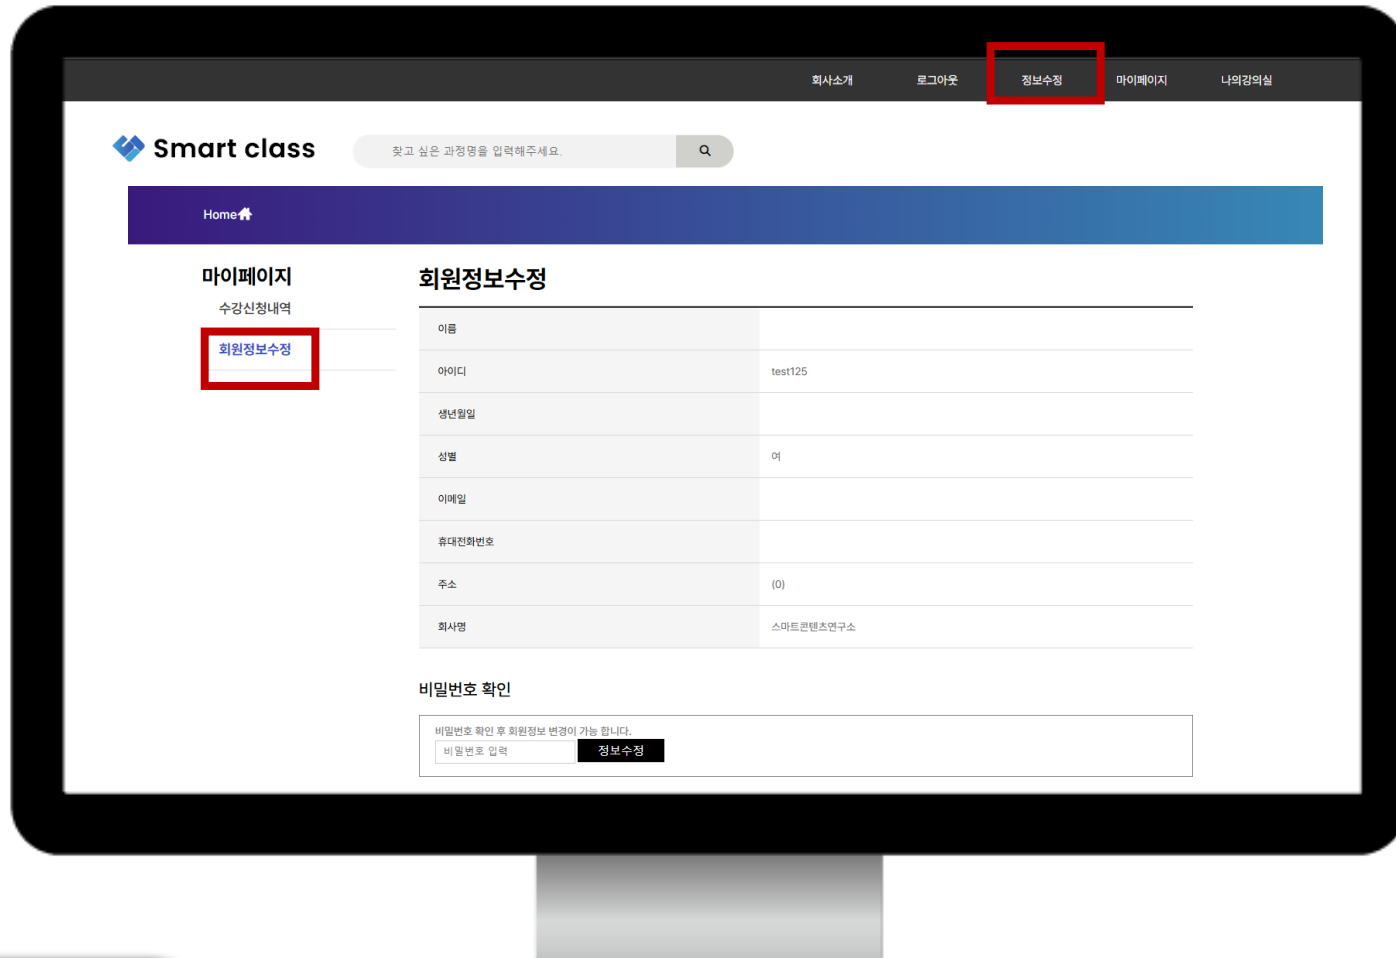 회사소개 로그아웃 정보수정 마이페이지 나의강의실
Smart class 찾고 싶은 과정명을 입력해주세요.
Home
마이페이지
수강신청내역
회원정보수정
회원정보수정
이름
아이디 test125
생년월일
성별 여
이메일
휴대전화번호
주소 (0)
회사명 스마트콘텐츠연구소
비밀번호 확인
비밀번호 확인 후 회원정보 변경이 가능 합니다.
비밀번호 입력 정보수정